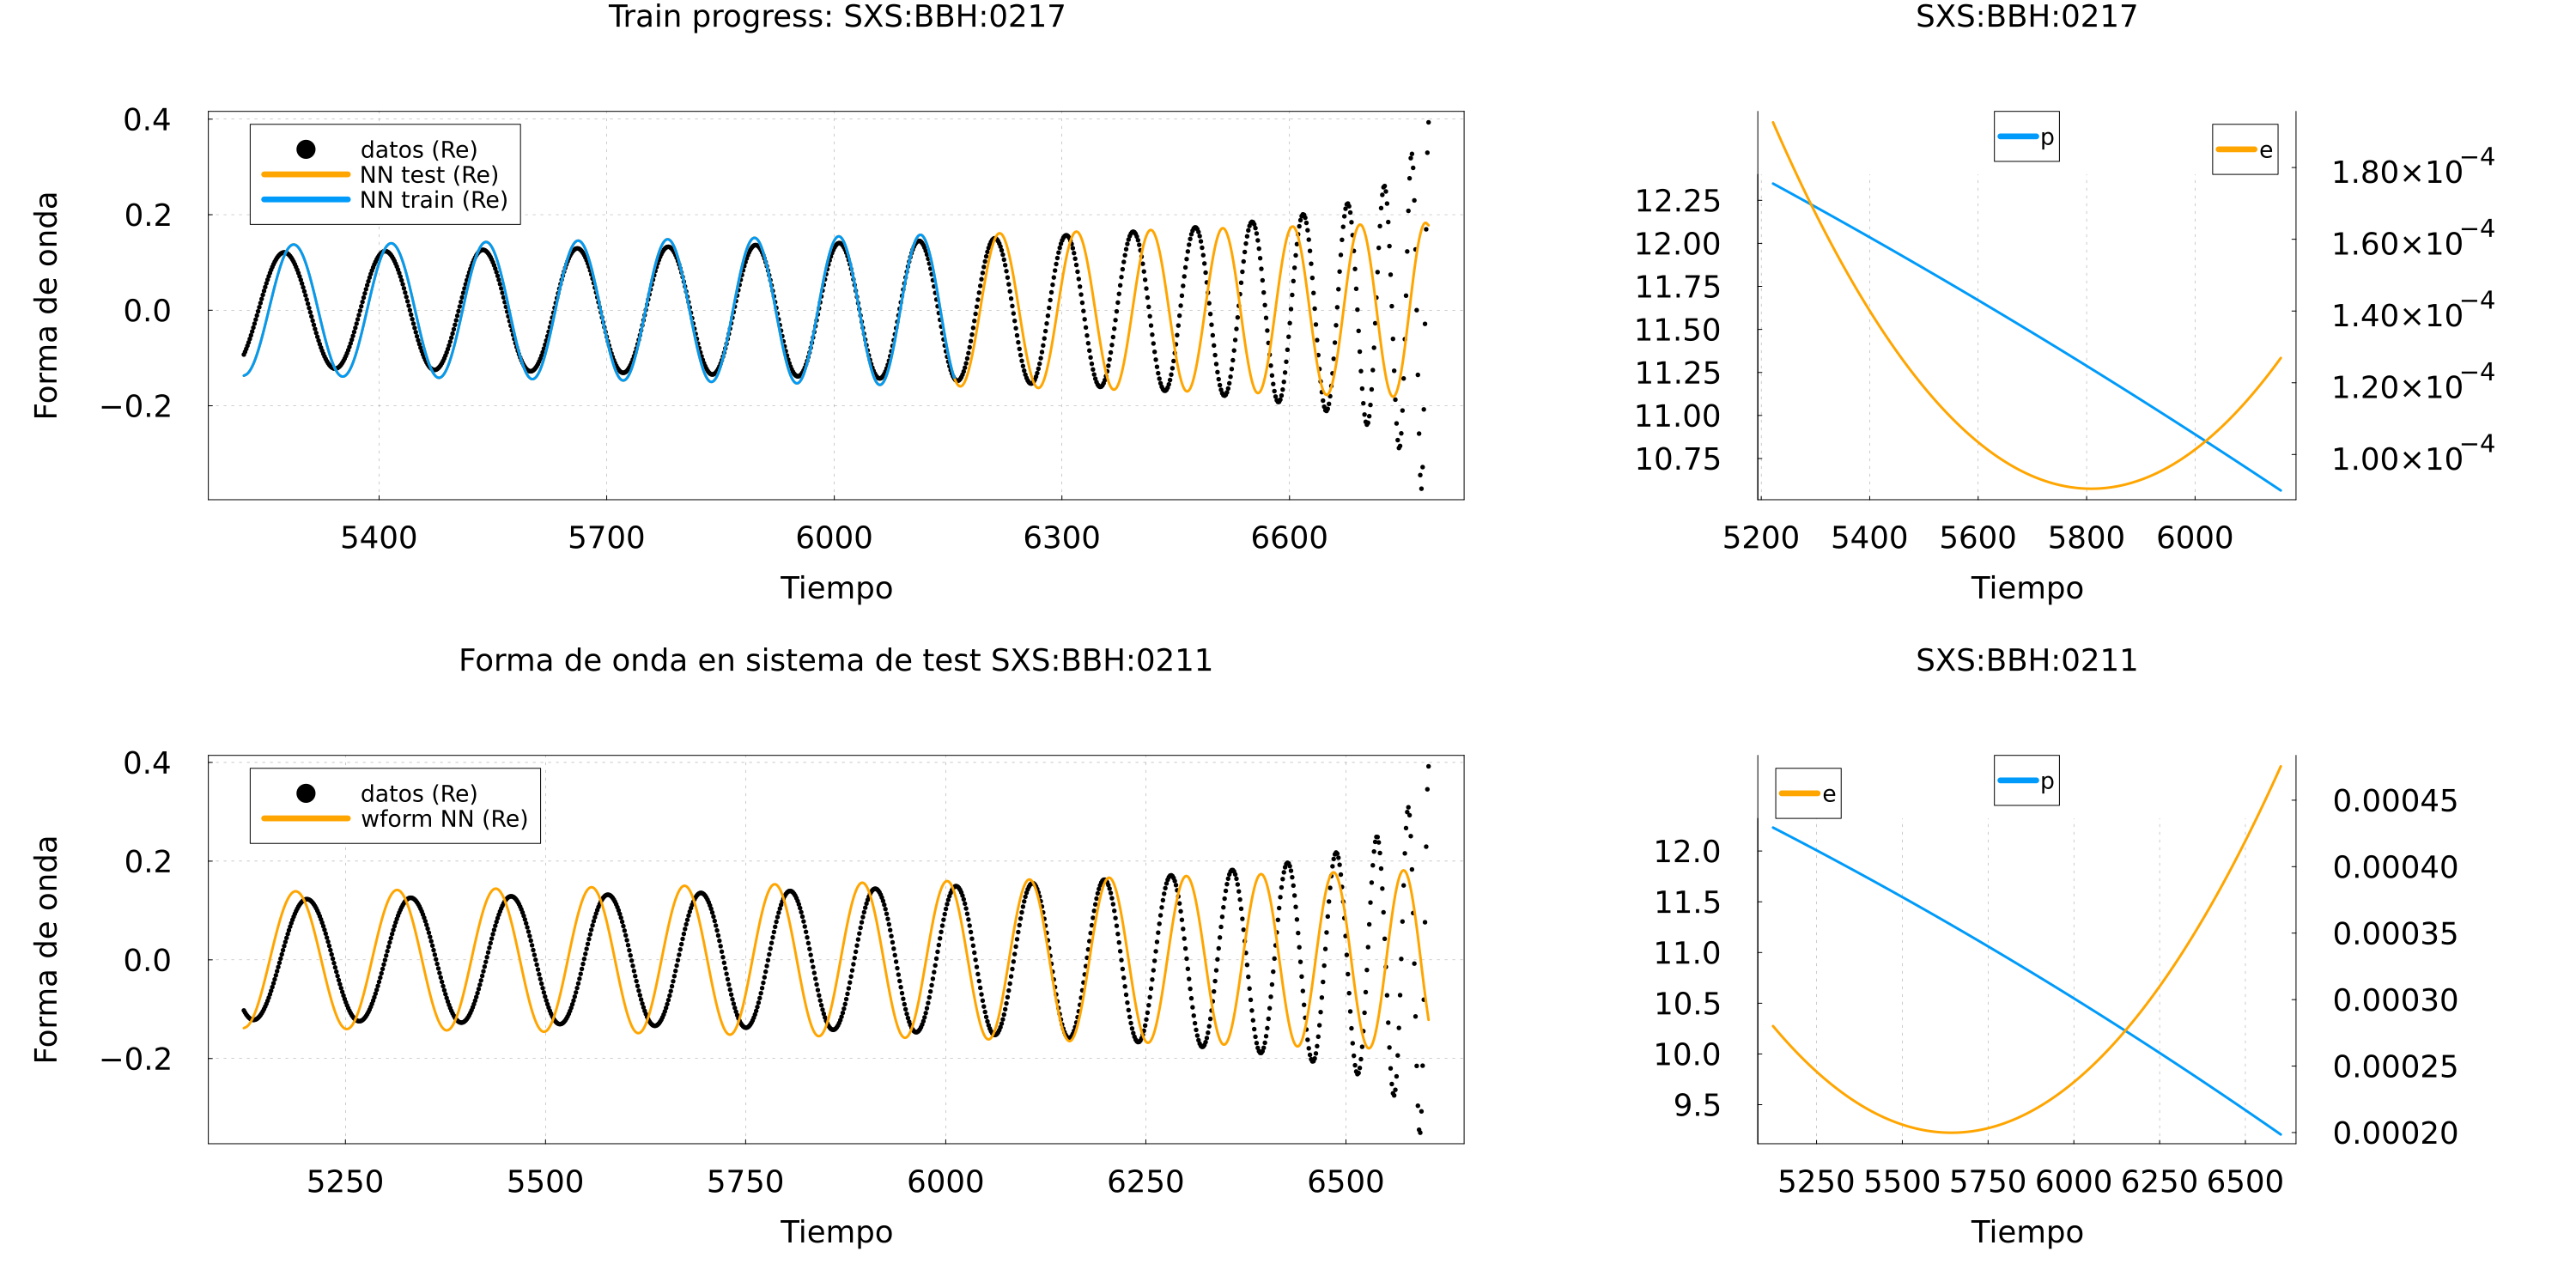 Train progress: SXS:BBH:0217
0.4
0.2
0.0
−0.2
Forma de onda
datos (Re)
NN test (Re)
NN train (Re)
5400 5700 6000 6300 6600
Tiempo
SXS:BBH:0217
p
e
12.25
12.00
11.75
11.50
11.25
11.00
10.75
1.80×10⁻⁴
1.60×10⁻⁴
1.40×10⁻⁴
1.20×10⁻⁴
1.00×10⁻⁴
5200 5400 5600 5800 6000
Tiempo
Forma de onda en sistema de test SXS:BBH:0211
0.4
0.2
0.0
−0.2
Forma de onda
datos (Re)
wform NN (Re)
5250 5500 5750 6000 6250 6500
Tiempo
SXS:BBH:0211
e
p
12.0
11.5
11.0
10.5
10.0
9.5
0.00045
0.00040
0.00035
0.00030
0.00025
0.00020
5250 5500 5750 6000 6250 6500
Tiempo